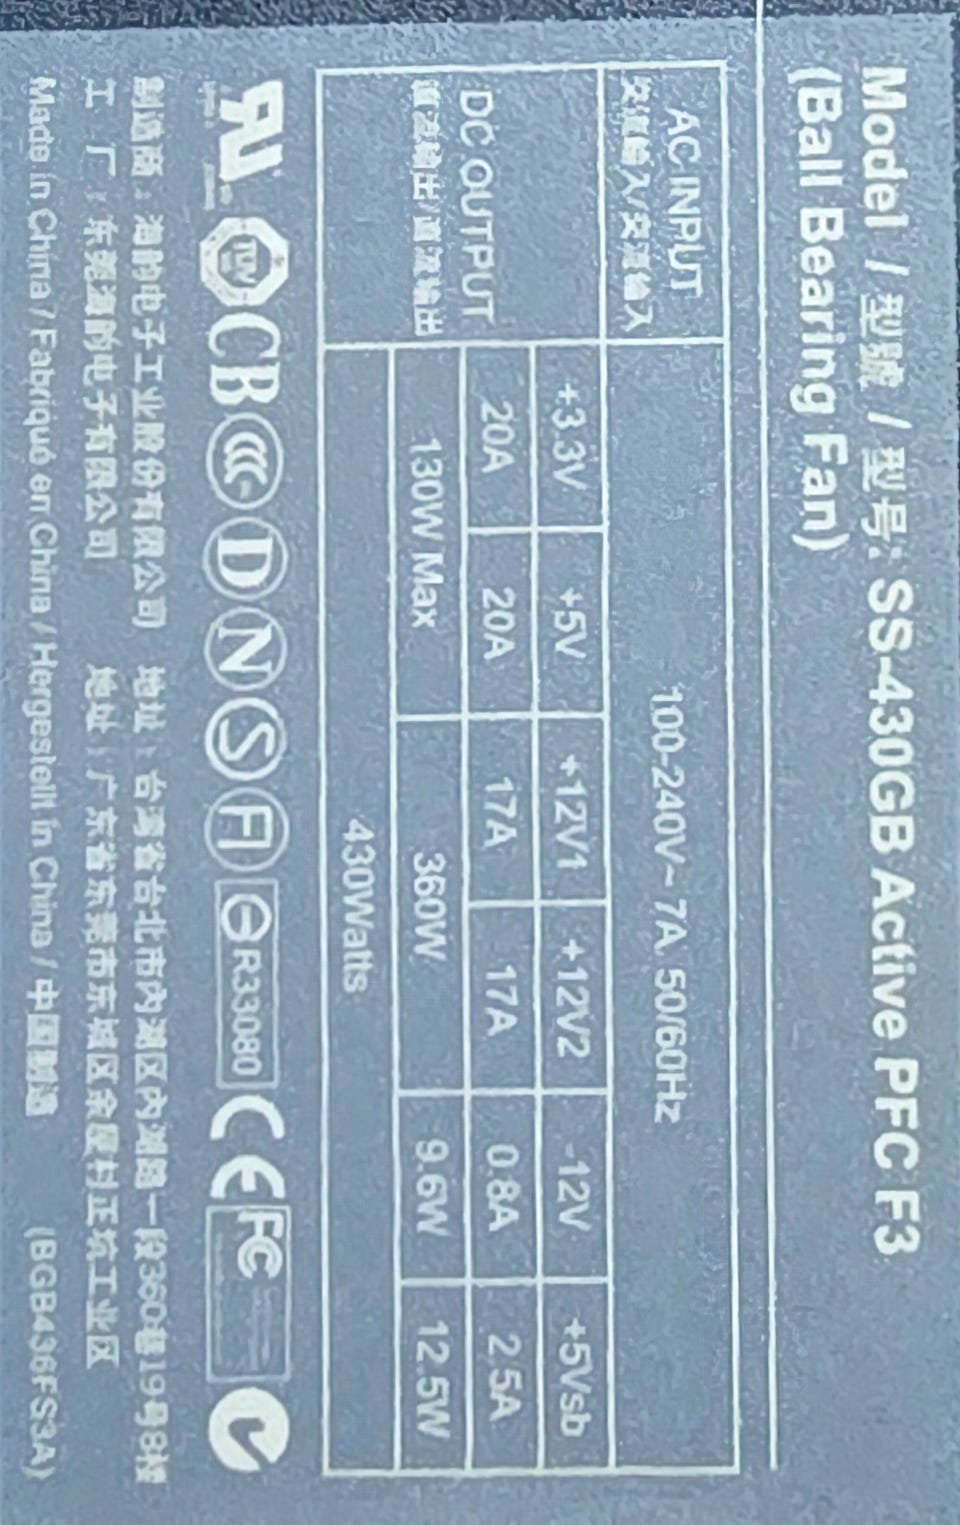 Model / 型號 / 型号: SS-430GB Active PFC F3
(Ball Bearing Fan)
AC INPUT
交流輸入/交流输入
100-240V~ 7A, 50/60Hz
DC OUTPUT
直流輸出/直流输出
+3.3V +5V +12V1 +12V2 -12V +5Vsb
20A 20A 17A 17A 0.8A 2.5A
130W Max 360W 9.6W 12.5W
430Watts
TÜV CB CCC D N S FI R33080 CE FC
制造商：海韵电子工业股份有限公司 地址：台湾省台北市内湖区内湖路一段360巷19号8楼
工 厂：东莞海韵电子有限公司 地址：广东省东莞市东城区余屋村正坑工业区
Made in China / Fabriqué en China / Hergestellt in China / 中国制造 (BGB436FS3A)